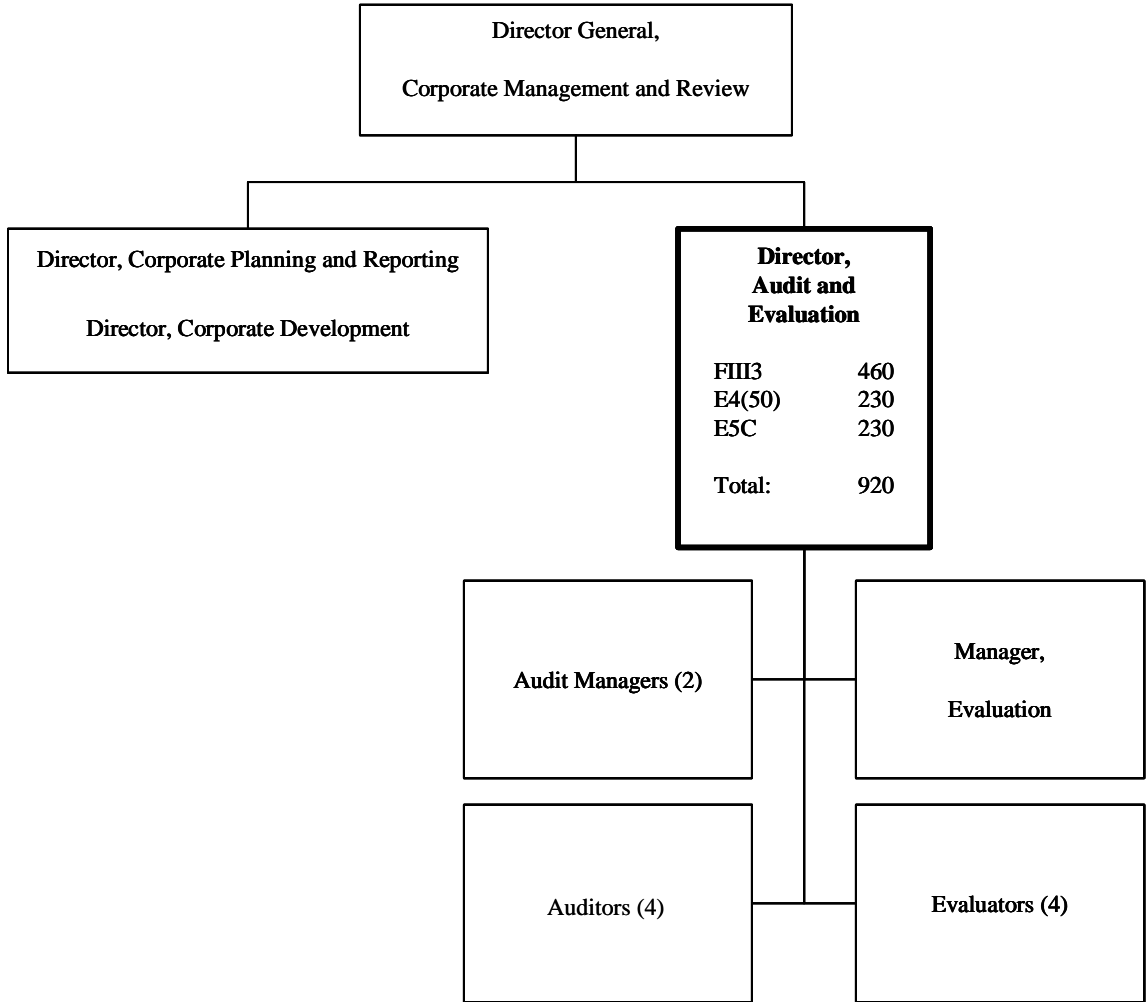 Director General,
Corporate Management and Review
Director, Corporate Planning and Reporting
Director, Corporate Development
Director,
Audit and
Evaluation
FIII3 460
E4(50) 230
E5C 230
Total: 920
Audit Managers (2)
Manager,
Evaluation
Auditors (4)
Evaluators (4)